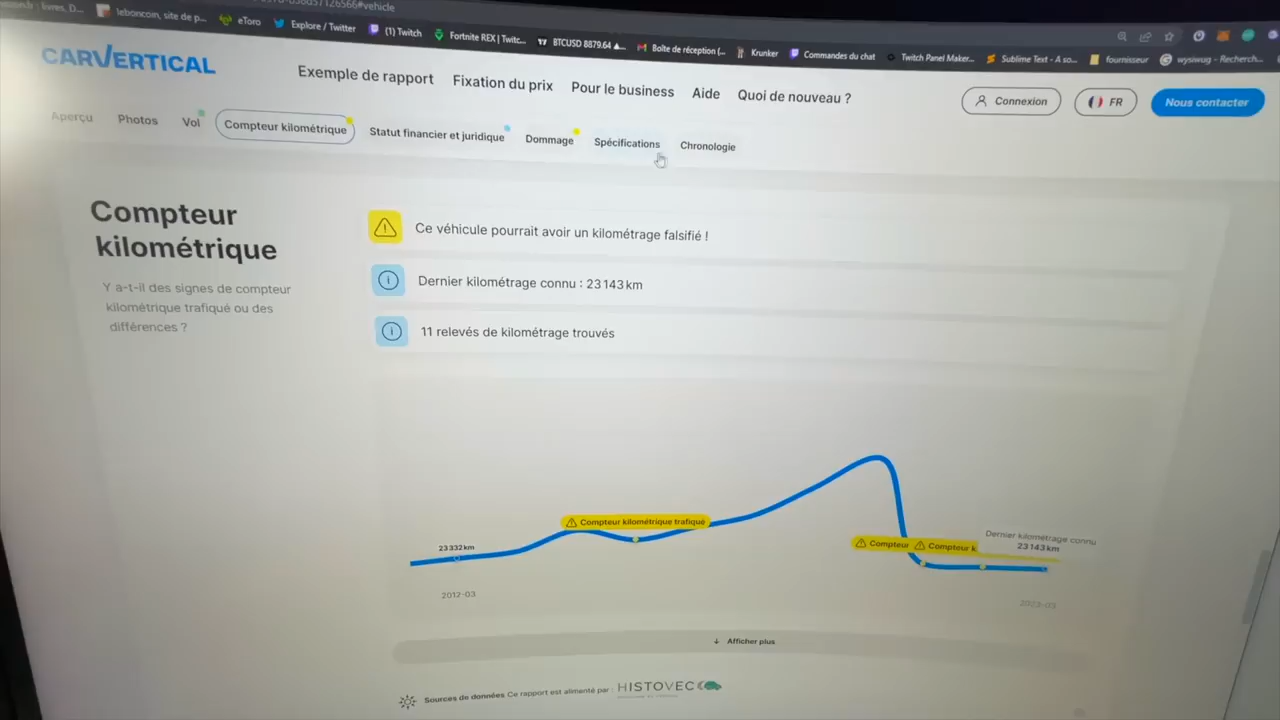 leboncoin, site de p...
eToro
Explore / Twitter
(1) Twitch
Fortnite REX | Twitc...
BTCUSD 8879.64 ▲...
Boîte de réception (...
Krunker
Commandes du chat
Twitch Panel Maker...
Sublime Text - A so...
fournisseur
wysiwug - Recherch...
CARVERTICAL
Exemple de rapport
Fixation du prix
Pour le business
Aide
Quoi de neuveau ?
Connexion
FR
Nous contacter
Aperçu
Photos
Vol
Compteur kilométrique
Statut financier et juridique
Dommage
Spécifications
Chronologie
Compteur
kilométrique
Y a-t-il des signes de compteur
kilométrique trafiqué ou des
différences ?
Ce véhicule pourrait avoir un kilométrage falsifié !
Dernier kilométrage connu : 23 143 km
11 relevés de kilométrage trouvés
Compteur kilométrique trafiqué
23 332 km
2012-03
Compteur
Compteur k
Dernier kilométrage connu
23 143 km
2023-03
Afficher plus
Sources de données Ce rapport est alimenté par :
HISTOVEC